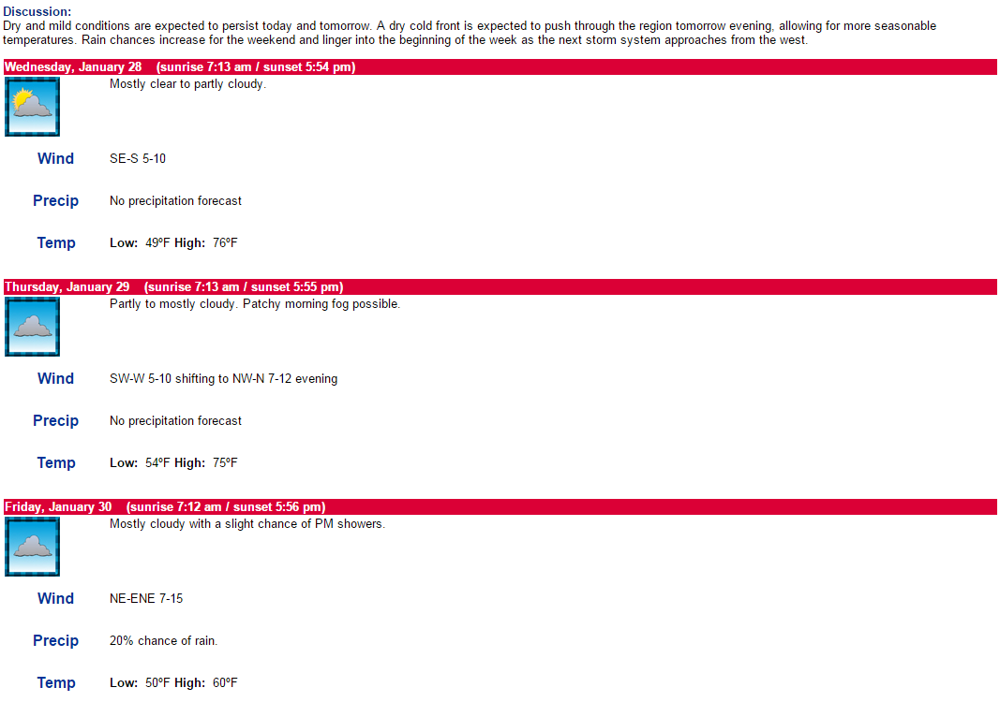 Discussion:
Dry and mild conditions are expected to persist today and tomorrow. A dry cold front is expected to push through the region tomorrow evening, allowing for more seasonable
temperatures. Rain chances increase for the weekend and linger into the beginning of the week as the next storm system approaches from the west.
Wednesday, January 28 (sunrise 7:13 am / sunset 5:54 pm)
Mostly clear to partly cloudy.
Wind SE-S 5-10
Precip No precipitation forecast
Temp Low: 49ºF High: 76ºF
Thursday, January 29 (sunrise 7:13 am / sunset 5:55 pm)
Partly to mostly cloudy. Patchy morning fog possible.
Wind SW-W 5-10 shifting to NW-N 7-12 evening
Precip No precipitation forecast
Temp Low: 54ºF High: 75ºF
Friday, January 30 (sunrise 7:12 am / sunset 5:56 pm)
Mostly cloudy with a slight chance of PM showers.
Wind NE-ENE 7-15
Precip 20% chance of rain.
Temp Low: 50ºF High: 60ºF